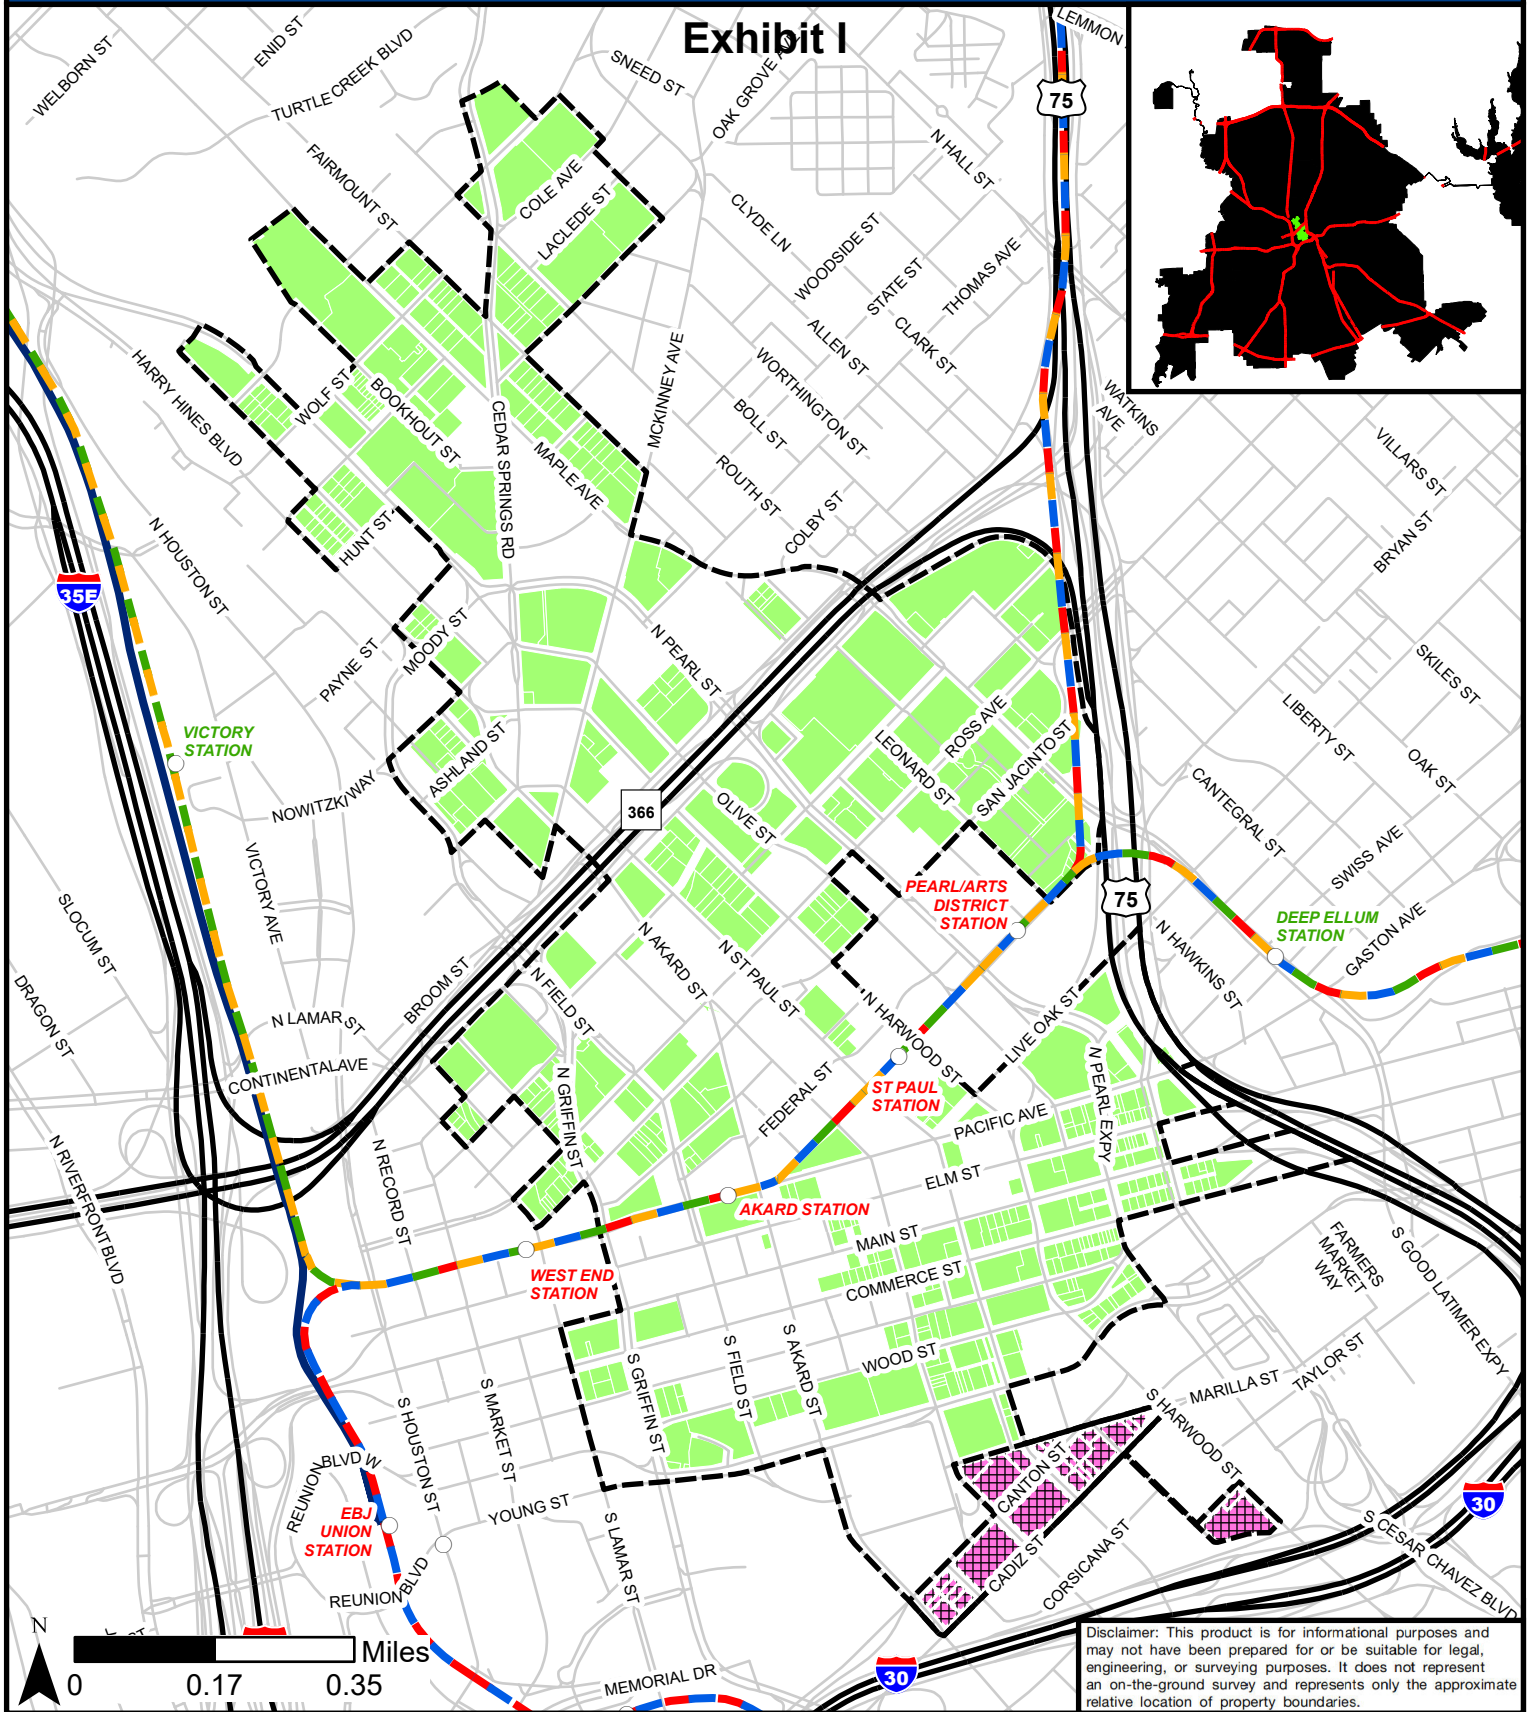 Exhibit I
LEMMON
WELBORN ST
ENID ST
TURTLE CREEK BLVD
SNEED ST
OAK GROVE AVE
75
N HALL ST
FAIRMOUNT ST
COLE AVE
LACLEDE ST
CLYDE LN
WOODSIDE ST
STATE ST
THOMAS AVE
ALLEN ST
CLARK ST
HARRY HINES BLVD
WOLF ST
BOOKHOUT ST
CEDAR SPRINGS RD
MAPLE AVE
MCKINNEY AVE
WORTHINGTON ST
BOLL ST
ROUTH ST
COLBY ST
WATKINS
AVE
VILLARS ST
BRYAN ST
HUNT ST
N HOUSTON ST
35E
MOODY ST
PAYNE ST
N PEARL ST
SKILES ST
LIBERTY ST
OAK ST
VICTORY
STATION
ASHLAND ST
NOWITZKI WAY
366
OLIVE ST
LEONARD ST
ROSS AVE
SAN JACINTO ST
CANTEGRAL ST
SWISS AVE
VICTORY AVE
SLOCUM ST
DRAGON ST
PEARL/ARTS
DISTRICT
STATION
75
DEEP ELLUM
STATION
GASTON AVE
N HAWKINS ST
N AKARD ST
N ST PAUL ST
N FIELD ST
BROOM ST
N LAMAR ST
CONTINENTAL AVE
N HARWOOD ST
LIVE OAK ST
N PEARL EXPY
ST PAUL
STATION
FEDERAL ST
PACIFIC AVE
N GRIFFIN ST
N RECORD ST
N RIVERFRONT BLVD
ELM ST
AKARD STATION
MAIN ST
COMMERCE ST
WEST END
STATION
FARMERS
MARKET
WAY
S GOOD LATIMER EXPY
WOOD ST
S FIELD ST
S AKARD ST
S GRIFFIN ST
S MARKET ST
S HOUSTON ST
MARILLA ST
TAYLOR ST
S HARWOOD ST
REUNION
BLVD W
CANTON ST
YOUNG ST
EBJ
UNION
STATION
S LAMAR ST
CADIZ ST
CORSICANA ST
30
S CESAR CHAVEZ BLVD
REUNION BLVD
MEMORIAL DR
30
N
Miles
0
0.17
0.35
Disclaimer: This product is for informational purposes and
may not have been prepared for or be suitable for legal,
engineering, or surveying purposes. It does not represent
an on-the-ground survey and represents only the approximate
relative location of property boundaries.